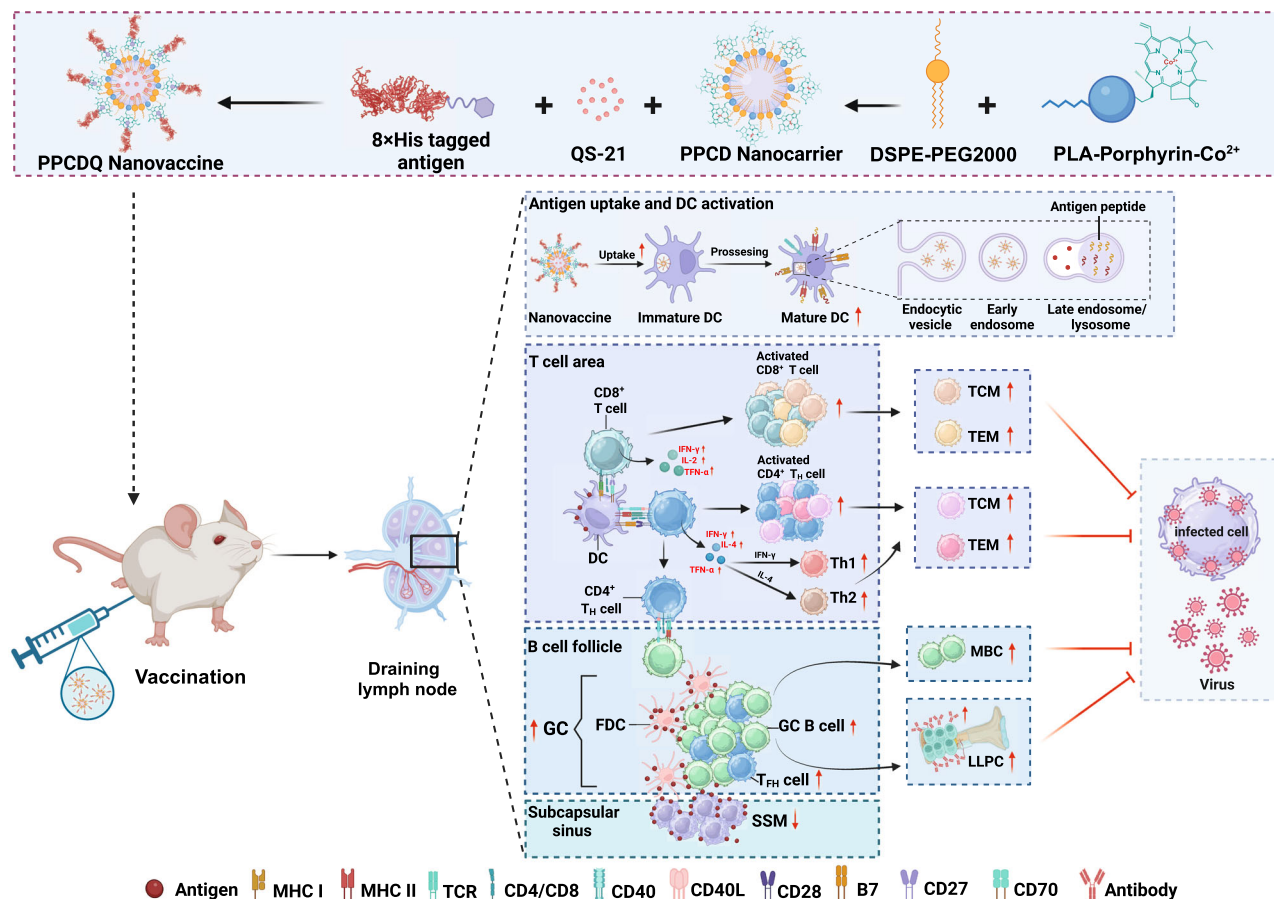 Co²⁺
N
N
N
N
O
PPCDQ Nanovaccine
8×His tagged
antigen
+
QS-21
+
PPCD Nanocarrier
DSPE-PEG2000
+
PLA-Porphyrin-Co²⁺
Antigen uptake and DC activation
Antigen peptide
Uptake
Prossesing
Nanovaccine
Immature DC
Mature DC
Endocytic
vesicle
Early
endosome
Late endosome/
lysosome
T cell area
CD8⁺
T cell
IFN-γ
IL-2
TFN-α
Activated
CD8⁺ T cell
TCM
TEM
Activated
CD4⁺ T_H cell
TCM
TEM
DC
IFN-γ
IL-4
TFN-α
IFN-γ
IL-4
Th1
Th2
CD4⁺
T_H cell
infected cell
Virus
Vaccination
Draining
lymph node
B cell follicle
GC
FDC
GC B cell
T_FH cell
MBC
LLPC
Subcapsular
sinus
SSM
Antigen
MHC I
MHC II
TCR
CD4/CD8
CD40
CD40L
CD28
B7
CD27
CD70
Antibody